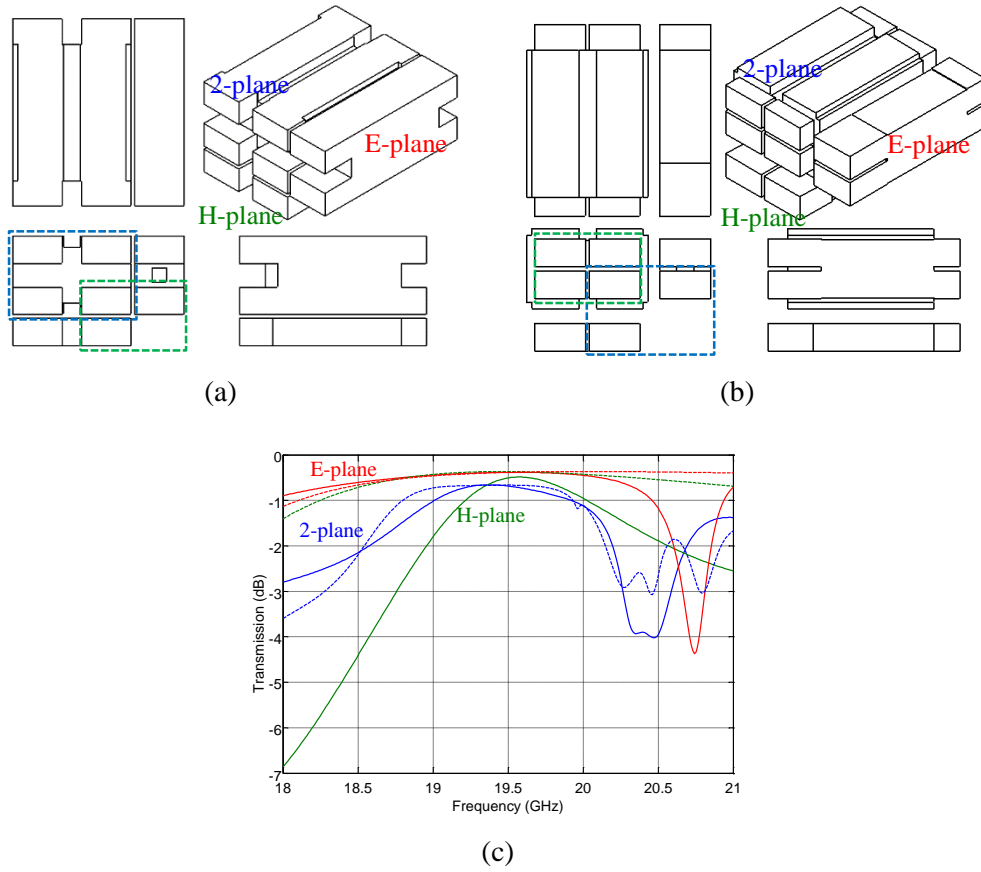 2-plane
E-plane
H-plane
(a)
2-plane
E-plane
H-plane
(b)
0
-1
-2
-3
-4
-5
-6
-7
Transmission (dB)
E-plane
2-plane
H-plane
18
18.5
19
19.5
20
20.5
21
Frequency (GHz)
(c)